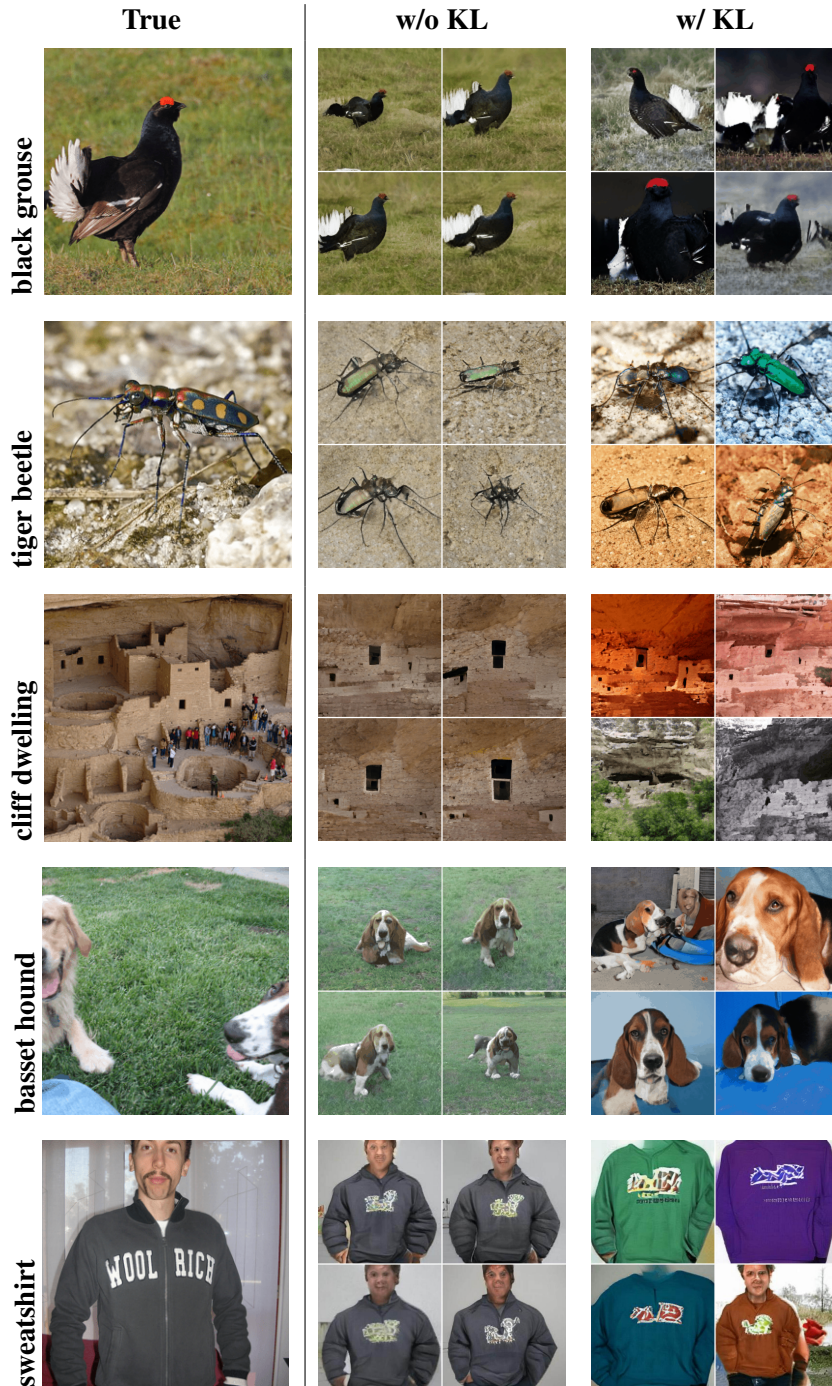 True w/o KL w/ KL
black grouse
tiger beetle
cliff dwelling
basset hound
sweatshirt
WOOL RICH